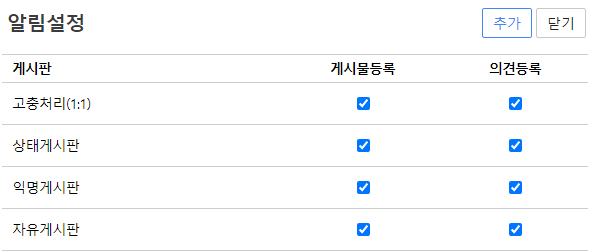 알림설정 추가 닫기
게시판 게시물등록 의견등록
고충처리(1:1)
상태게시판
익명게시판
자유게시판